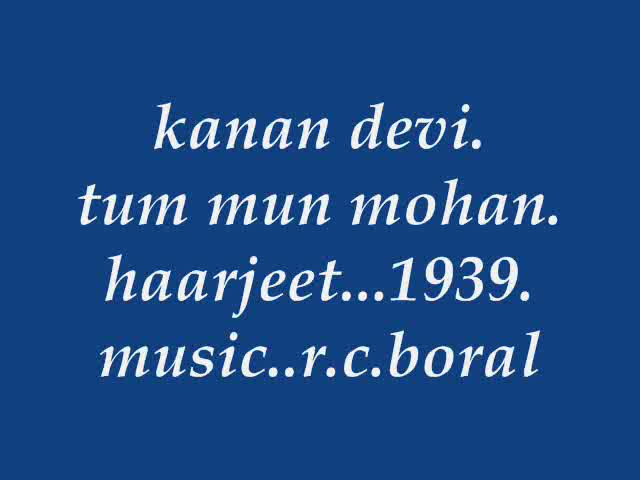 kanan devi.
tum mun mohan.
haarjeet...1939.
music..r.c.boral